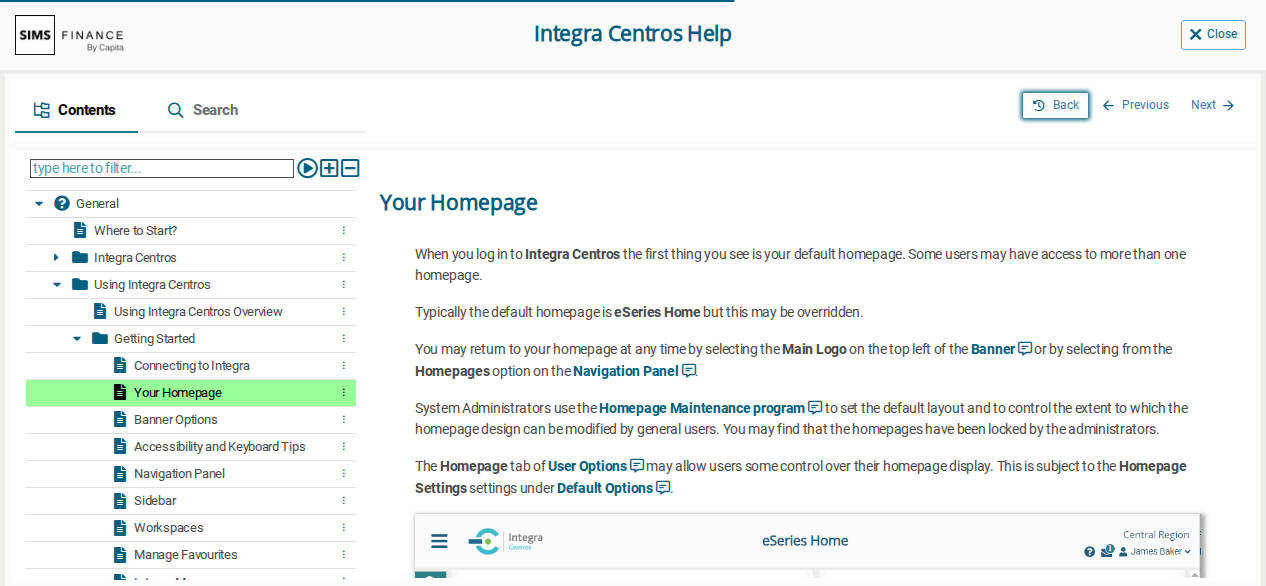 SIMS FINANCE
By Capita
Integra Centros Help
Close
Contents
Search
Back
Previous
Next
type here to filter...
General
Where to Start?
Integra Centros
Using Integra Centros
Using Integra Centros Overview
Getting Started
Connecting to Integra
Your Homepage
Banner Options
Accessibility and Keyboard Tips
Navigation Panel
Sidebar
Workspaces
Manage Favourites
Your Homepage
When you log in to Integra Centros the first thing you see is your default homepage. Some users may have access to more than one
homepage.
Typically the default homepage is eSeries Home but this may be overridden.
You may return to your homepage at any time by selecting the Main Logo on the top left of the Banner or by selecting from the
Homepages option on the Navigation Panel.
System Administrators use the Homepage Maintenance program to set the default layout and to control the extent to which the
homepage design can be modified by general users. You may find that the homepages have been locked by the administrators.
The Homepage tab of User Options may allow users some control over their homepage display. This is subject to the Homepage
Settings settings under Default Options.
Integra
Centros
eSeries Home
Central Region
1
James Baker